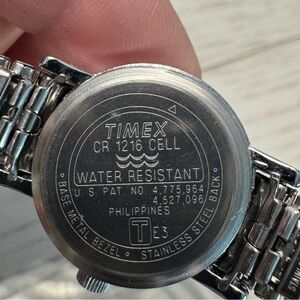 TIMEX
CR 1216 CELL
WATER RESISTANT
U.S. PAT. NO. 4,775,964
4,527,096
PHILIPPINES
T E3
• BASE METAL BEZEL • STAINLESS STEEL BACK •